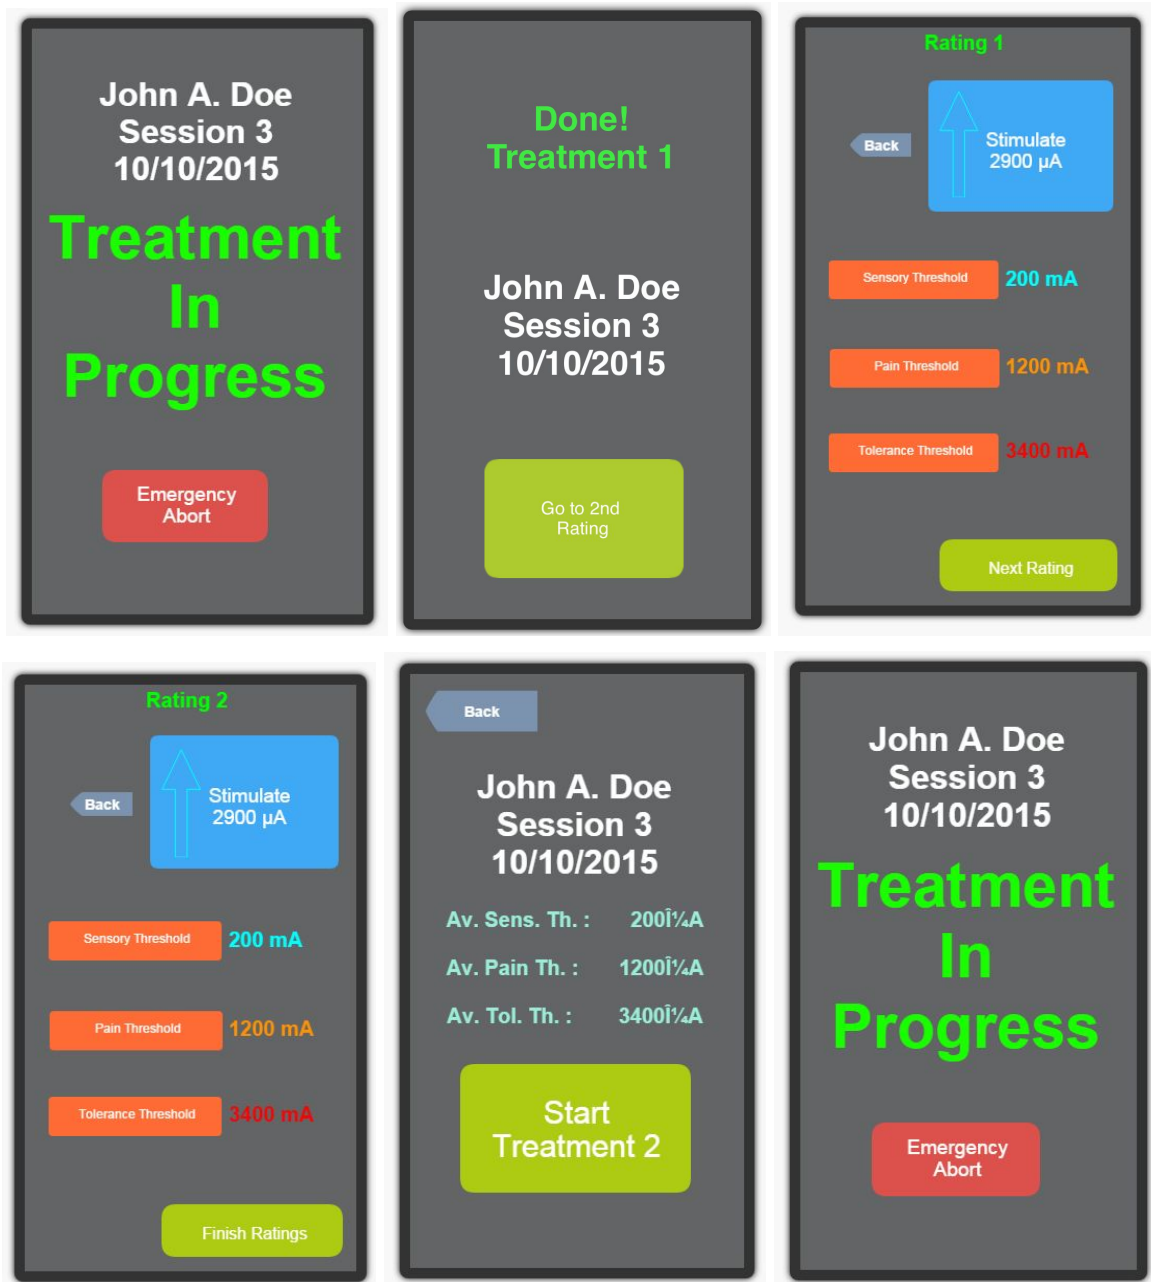 John A. Doe
Session 3
10/10/2015
Treatment
In
Progress
Emergency
Abort
Done!
Treatment 1
John A. Doe
Session 3
10/10/2015
Go to 2nd
Rating
Rating 1
Back
Stimulate
2900 µA
Sensory Threshold 200 mA
Pain Threshold 1200 mA
Tolerance Threshold 3400 mA
Next Rating
Rating 2
Back
Stimulate
2900 µA
Sensory Threshold 200 mA
Pain Threshold 1200 mA
Tolerance Threshold 3400 mA
Finish Ratings
Back
John A. Doe
Session 3
10/10/2015
Av. Sens. Th. : 200Î¼A
Av. Pain Th. : 1200Î¼A
Av. Tol. Th. : 3400Î¼A
Start
Treatment 2
John A. Doe
Session 3
10/10/2015
Treatment
In
Progress
Emergency
Abort